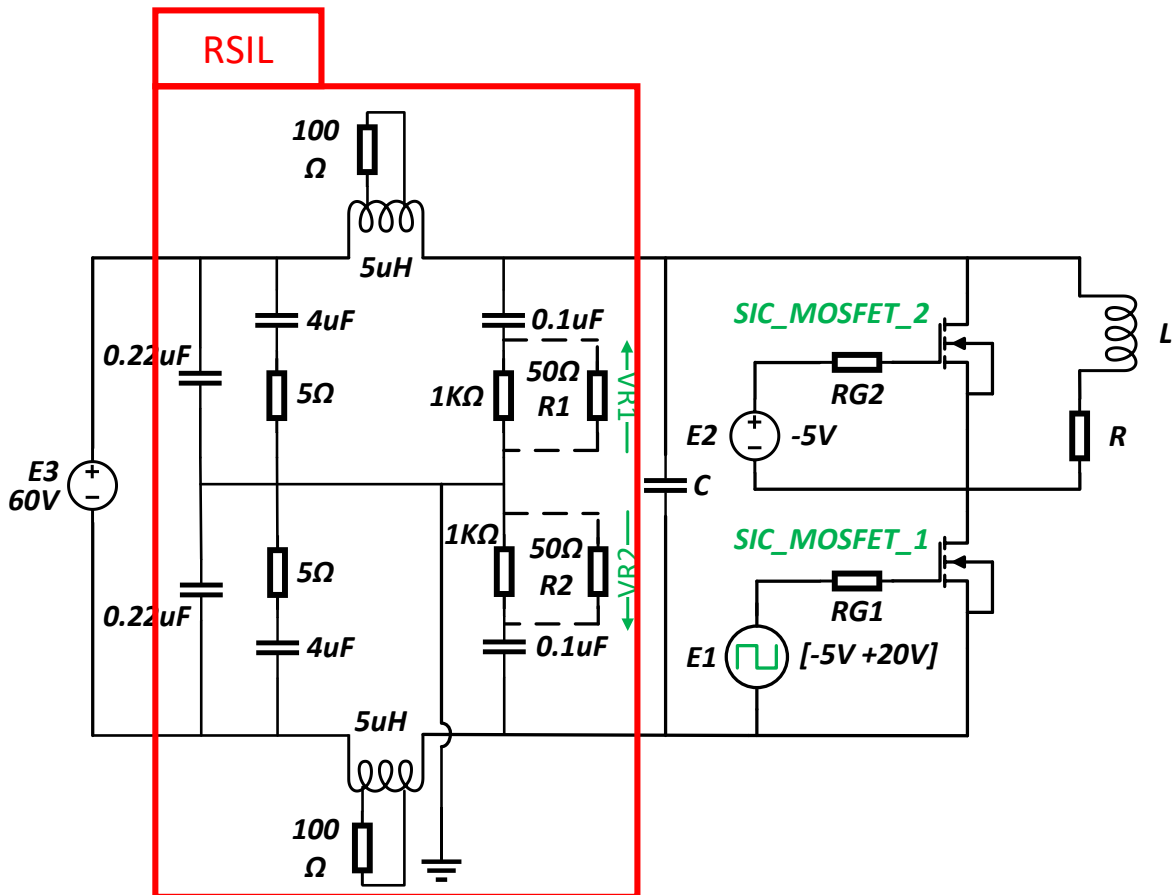 RSIL
100
Ω
5uH
4uF
0.1uF
SIC_MOSFET_2
L
0.22uF
5Ω
1KΩ
50Ω
R1
VR1
RG2
E2
-5V
R
E3
60V
C
1KΩ
50Ω
R2
VR2
SIC_MOSFET_1
5Ω
0.22uF
RG1
4uF
0.1uF
E1
[-5V +20V]
5uH
100
Ω